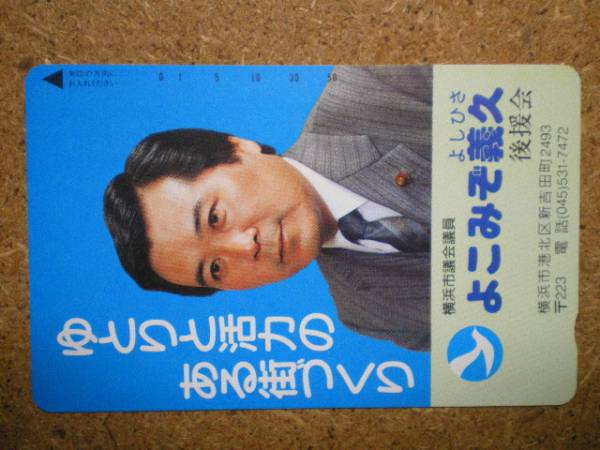 0 1 5 10 30 50
ゆとりと活力の
ある街づくり
横浜市議会議員
よしひさ
よこみぞ義久
後援会
横浜市港北区新吉田町2493
〒223 電 話(045)531-7472